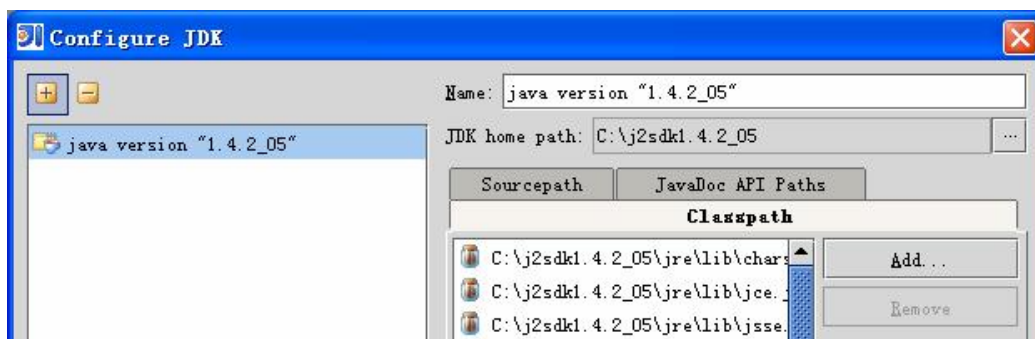 Configure JDK
Name: java version "1.4.2_05"
java version "1.4.2_05"
JDK home path: C:\j2sdk1.4.2_05 ...
Sourcepath JavaDoc API Paths
Classpath
C:\j2sdk1.4.2_05\jre\lib\chars
Add...
C:\j2sdk1.4.2_05\jre\lib\jce.j
Remove
C:\j2sdk1.4.2_05\jre\lib\jsse.